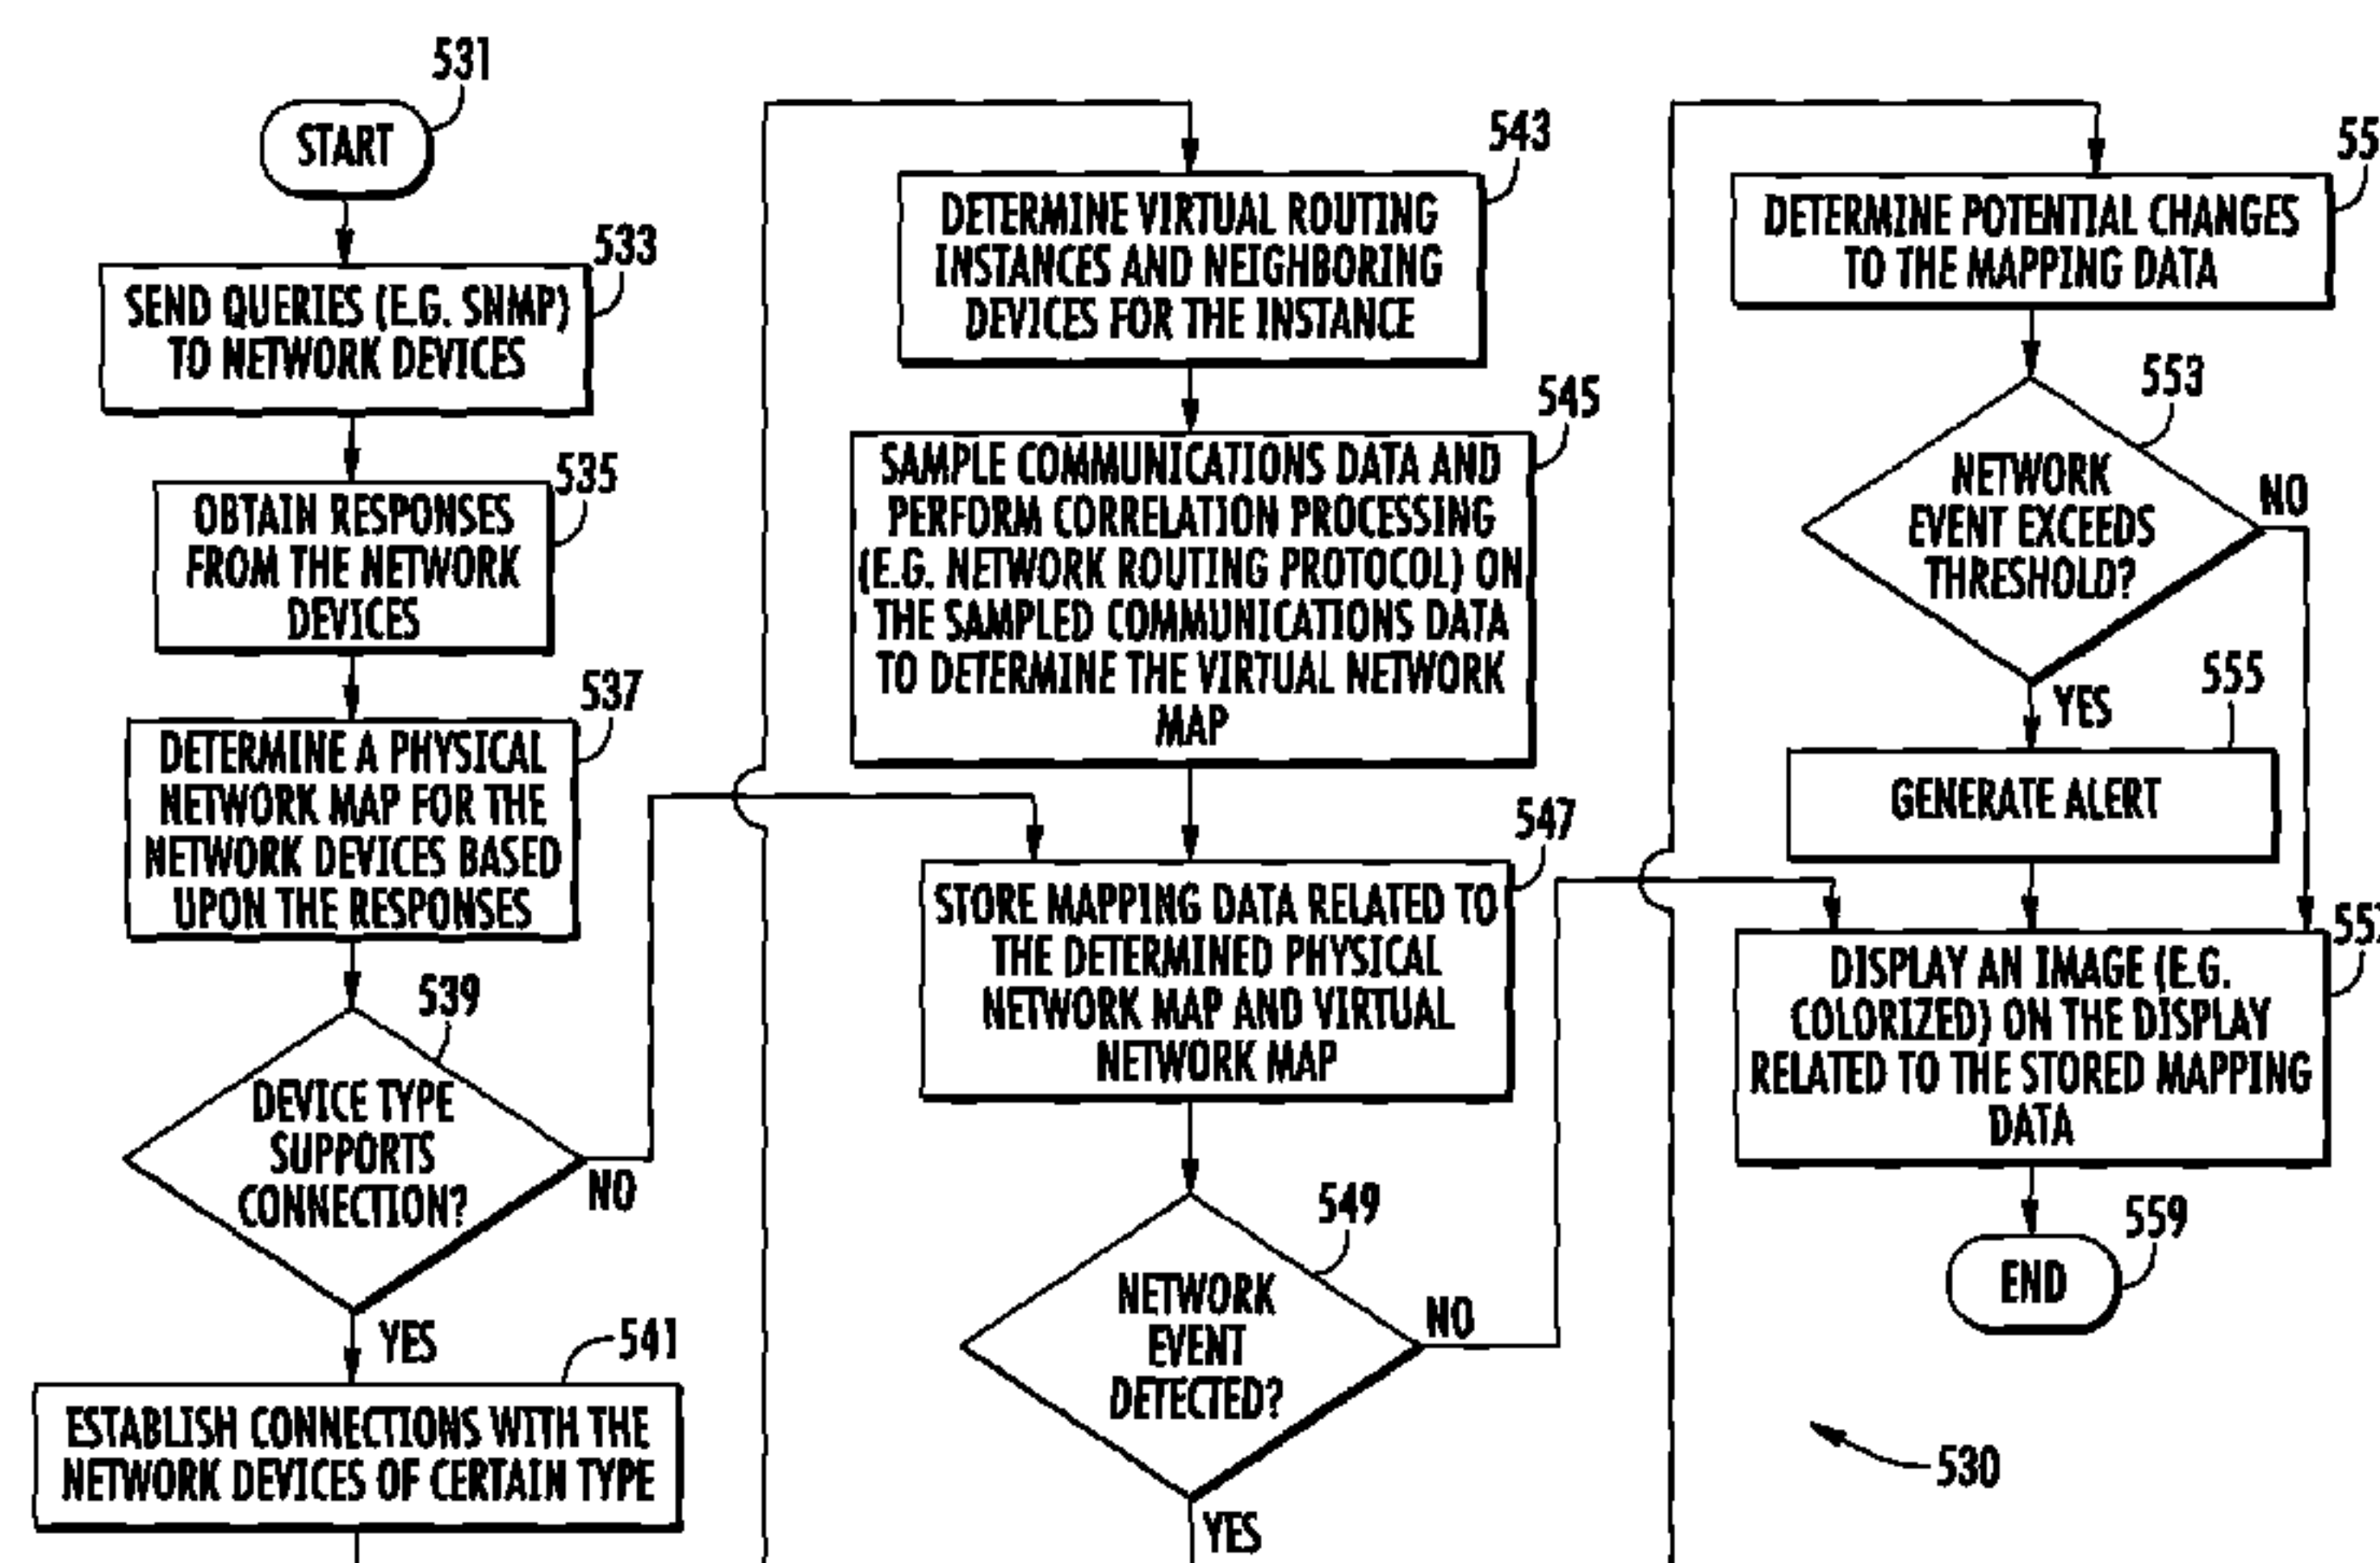 531
START
533
SEND QUERIES (E.G. SNMP)
TO NETWORK DEVICES
535
OBTAIN RESPONSES
FROM THE NETWORK
DEVICES
537
DETERMINE A PHYSICAL
NETWORK MAP FOR THE
NETWORK DEVICES BASED
UPON THE RESPONSES
539
DEVICE TYPE
SUPPORTS
CONNECTION?
NO
YES
541
ESTABLISH CONNECTIONS WITH THE
NETWORK DEVICES OF CERTAIN TYPE
543
DETERMINE VIRTUAL ROUTING
INSTANCES AND NEIGHBORING
DEVICES FOR THE INSTANCE
545
SAMPLE COMMUNICATIONS DATA AND
PERFORM CORRELATION PROCESSING
(E.G. NETWORK ROUTING PROTOCOL) ON
THE SAMPLED COMMUNICATIONS DATA
TO DETERMINE THE VIRTUAL NETWORK
MAP
547
STORE MAPPING DATA RELATED TO
THE DETERMINED PHYSICAL
NETWORK MAP AND VIRTUAL
NETWORK MAP
549
NETWORK
EVENT
DETECTED?
NO
YES
55
DETERMINE POTENTIAL CHANGES
TO THE MAPPING DATA
553
NETWORK
EVENT EXCEEDS
THRESHOLD?
NO
YES
555
GENERATE ALERT
557
DISPLAY AN IMAGE (E.G.
COLORIZED) ON THE DISPLAY
RELATED TO THE STORED MAPPING
DATA
559
END
530